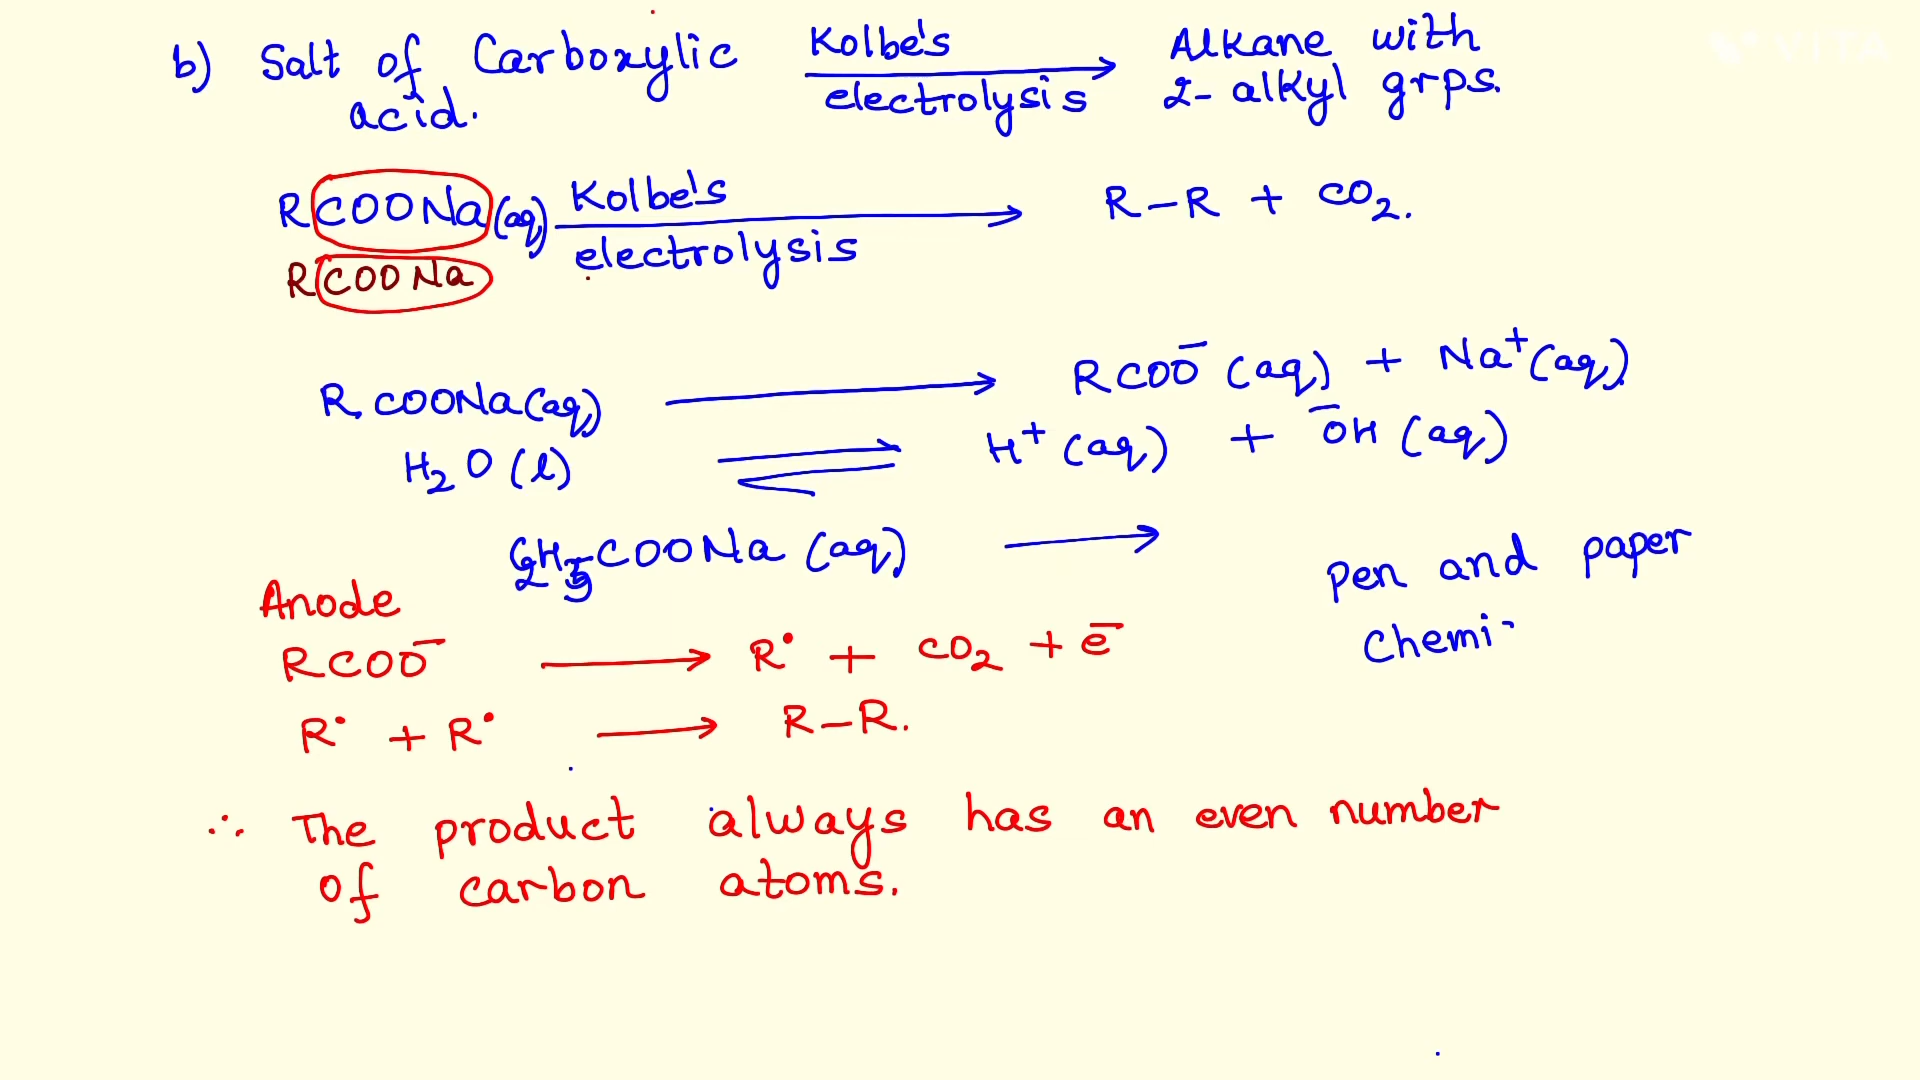 b) Salt of Carboxylic acid. Kolbe's electrolysis → Alkane with 2- alkyl grps.
RCOONa(aq) Kolbe's electrolysis → R-R + CO2.
RCOONa
RCOONa(aq) → RCOO⁻ (aq) + Na⁺(aq)
H2O(l) ⇌ H⁺(aq) + ⁻OH (aq)
C2H5COONa (aq) →
pen and paper
chemi
Anode
RCOO⁻ → R• + CO2 + e⁻
R• + R• → R-R.
∴ The product always has an even number
of carbon atoms.
VITA